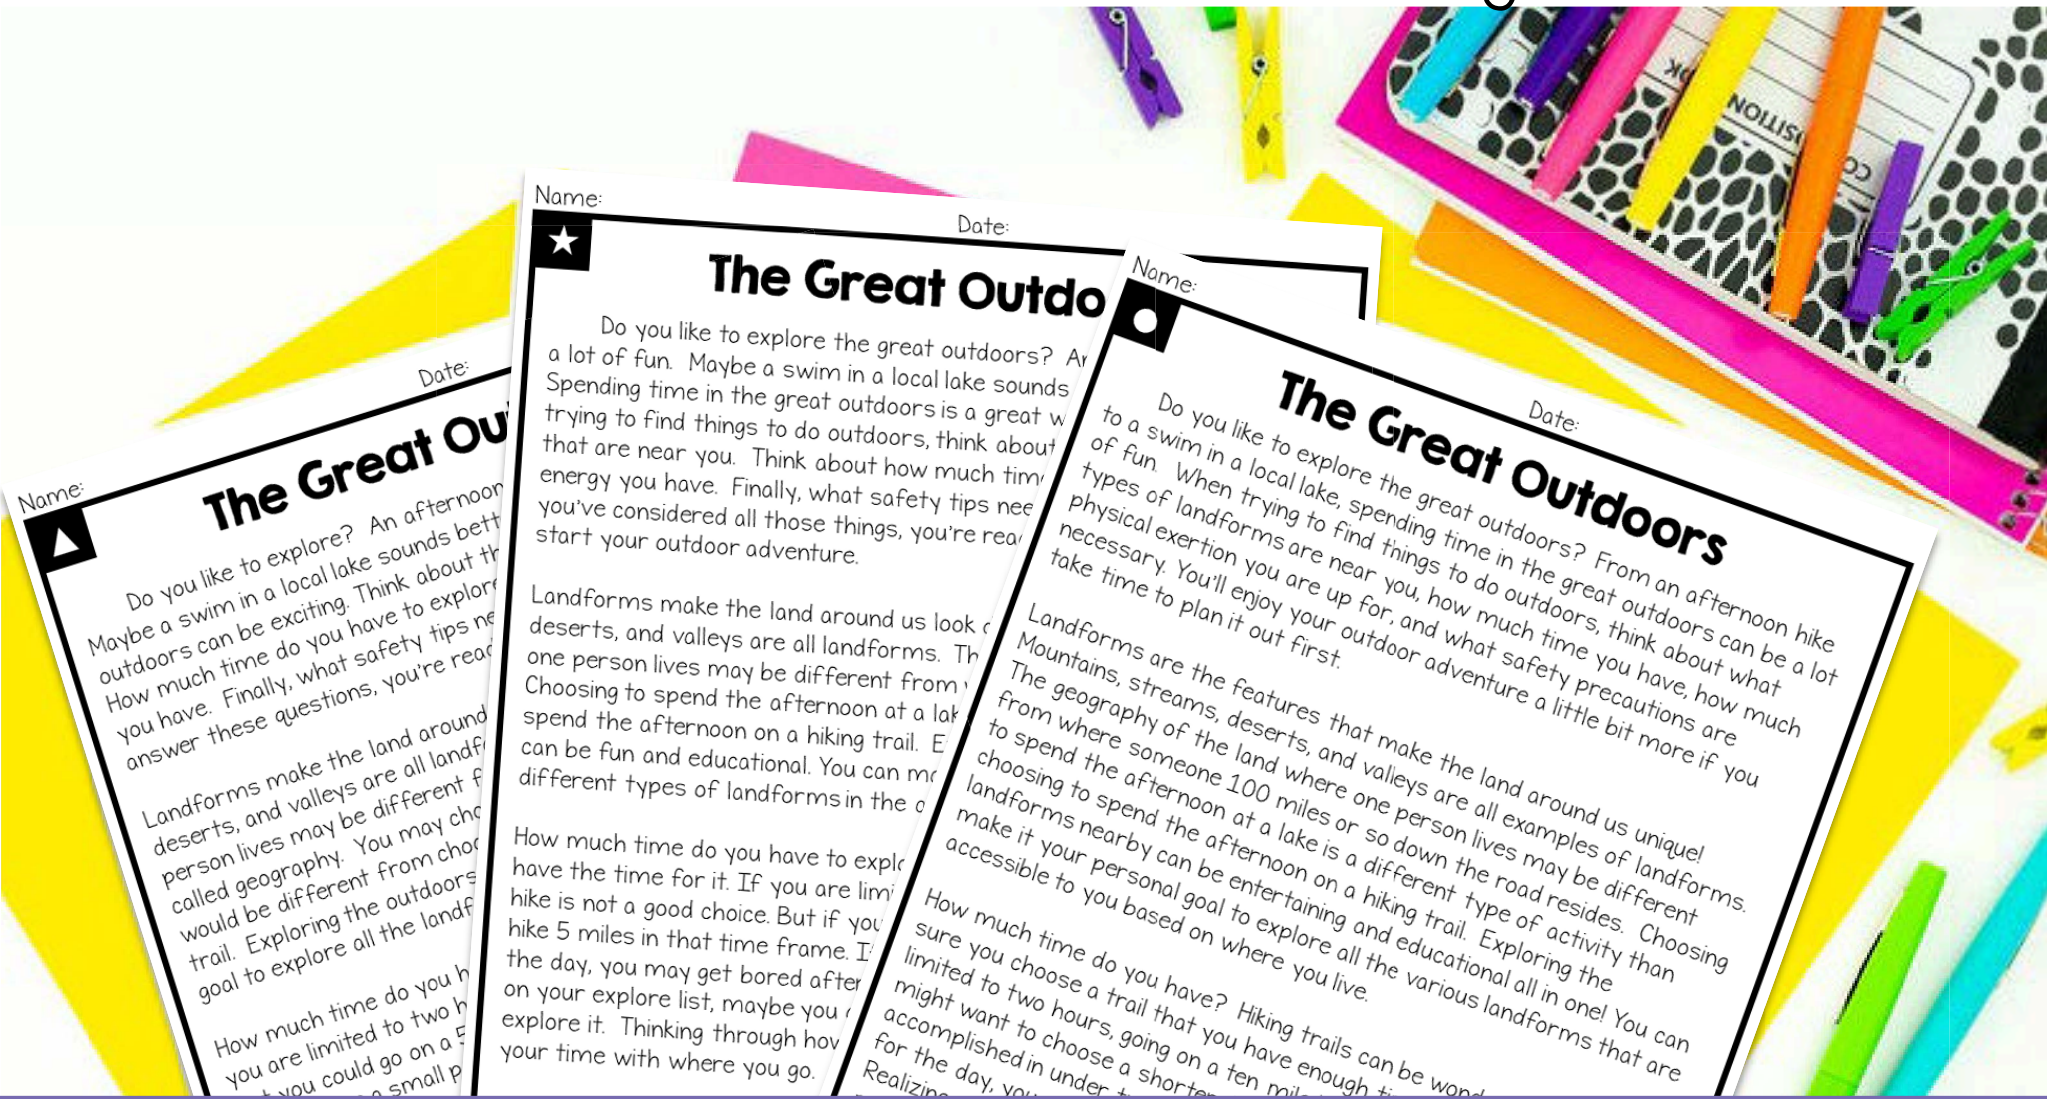 COMPOSITION
OK
Name:
Date:
The Great Ou
Do you like to explore? An afternoon
Maybe a swim in a local lake sounds bett
outdoors can be exciting. Think about th
How much time do you have to explore
you have. Finally, what safety tips ne
answer these questions, you're read
Landforms make the land around
deserts, and valleys are all landf
person lives may be different f
called geography. You may cho
would be different from choo
trail. Exploring the outdoors
goal to explore all the landf
How much time do you h
you are limited to two h
you could go on a 5
a small p
Name:
Date:
The Great Outdo
Do you like to explore the great outdoors? An
a lot of fun. Maybe a swim in a local lake sounds
Spending time in the great outdoors is a great w
trying to find things to do outdoors, think about
that are near you. Think about how much time
energy you have. Finally, what safety tips nee
you've considered all those things, you're read
start your outdoor adventure.
Landforms make the land around us look
deserts, and valleys are all landforms. Th
one person lives may be different from
Choosing to spend the afternoon at a lak
spend the afternoon on a hiking trail. E
can be fun and educational. You can ma
different types of landforms in the a
How much time do you have to explo
have the time for it. If you are limi
hike is not a good choice. But if you
hike 5 miles in that time frame. I
the day, you may get bored after
on your explore list, maybe you
explore it. Thinking through how
your time with where you go.
Name:
Date:
The Great Outdoors
Do you like to explore the great outdoors? From an afternoon hike
to a swim in a local lake, spending time in the great outdoors can be a lot
of fun. When trying to find things to do outdoors, think about what
types of landforms are near you, how much time you have, how much
physical exertion you are up for, and what safety precautions are
necessary. You'll enjoy your outdoor adventure a little bit more if you
take time to plan it out first.
Landforms are the features that make the land around us unique!
Mountains, streams, deserts, and valleys are all examples of landforms.
The geography of the land where one person lives may be different
from where someone 100 miles or so down the road resides. Choosing
to spend the afternoon at a lake is a different type of activity than
choosing to spend the afternoon on a hiking trail. Exploring the
landforms nearby can be entertaining and educational all in one! You can
make it your personal goal to explore all the various landforms that are
accessible to you based on where you live.
How much time do you have? Hiking trails can be wond
sure you choose a trail that you have enough ti
limited to two hours, going on a ten mile
might want to choose a shorter
accomplished in under t
for the day, you
Realizing